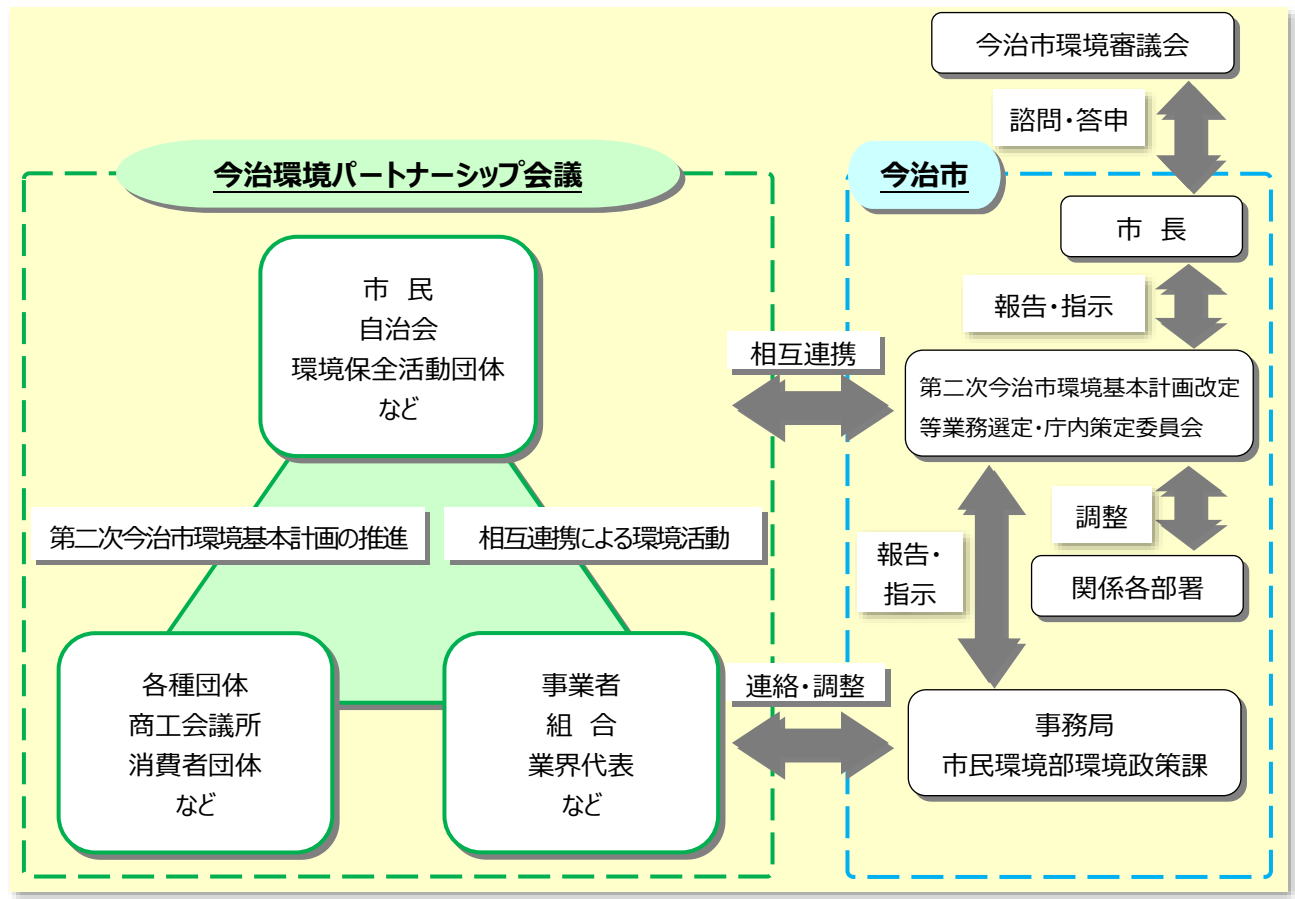 今治市環境審議会
諮問・答申
今治環境パートナーシップ会議
今治市
市 長
報告・指示
市 民
自治会
環境保全活動団体
など
相互連携
第二次今治市環境基本計画改定
等業務選定・庁内策定委員会
第二次今治市環境基本計画の推進
相互連携による環境活動
調整
報告・
指示
関係各部署
各種団体
商工会議所
消費者団体
など
事業者
組 合
業界代表
など
連絡・調整
事務局
市民環境部環境政策課